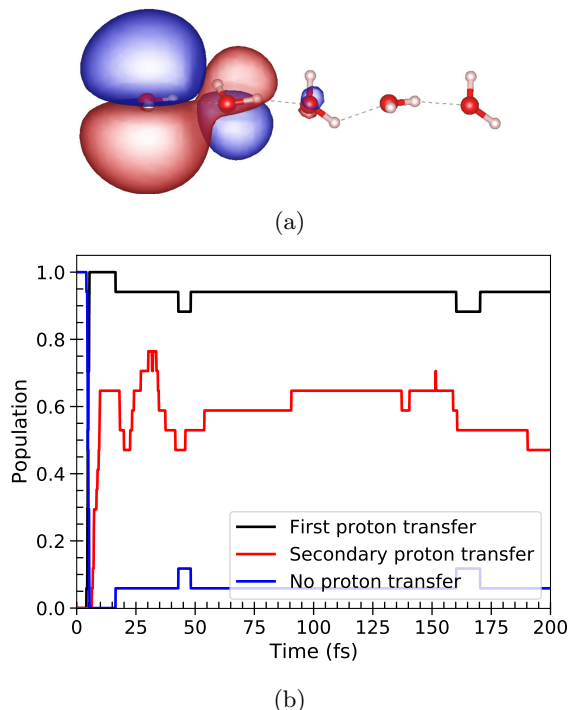 (a)
1.0
0.8
0.6
0.4
0.2
0.0
Population
First proton transfer
Secondary proton transfer
No proton transfer
0 25 50 75 100 125 150 175 200
Time (fs)
(b)